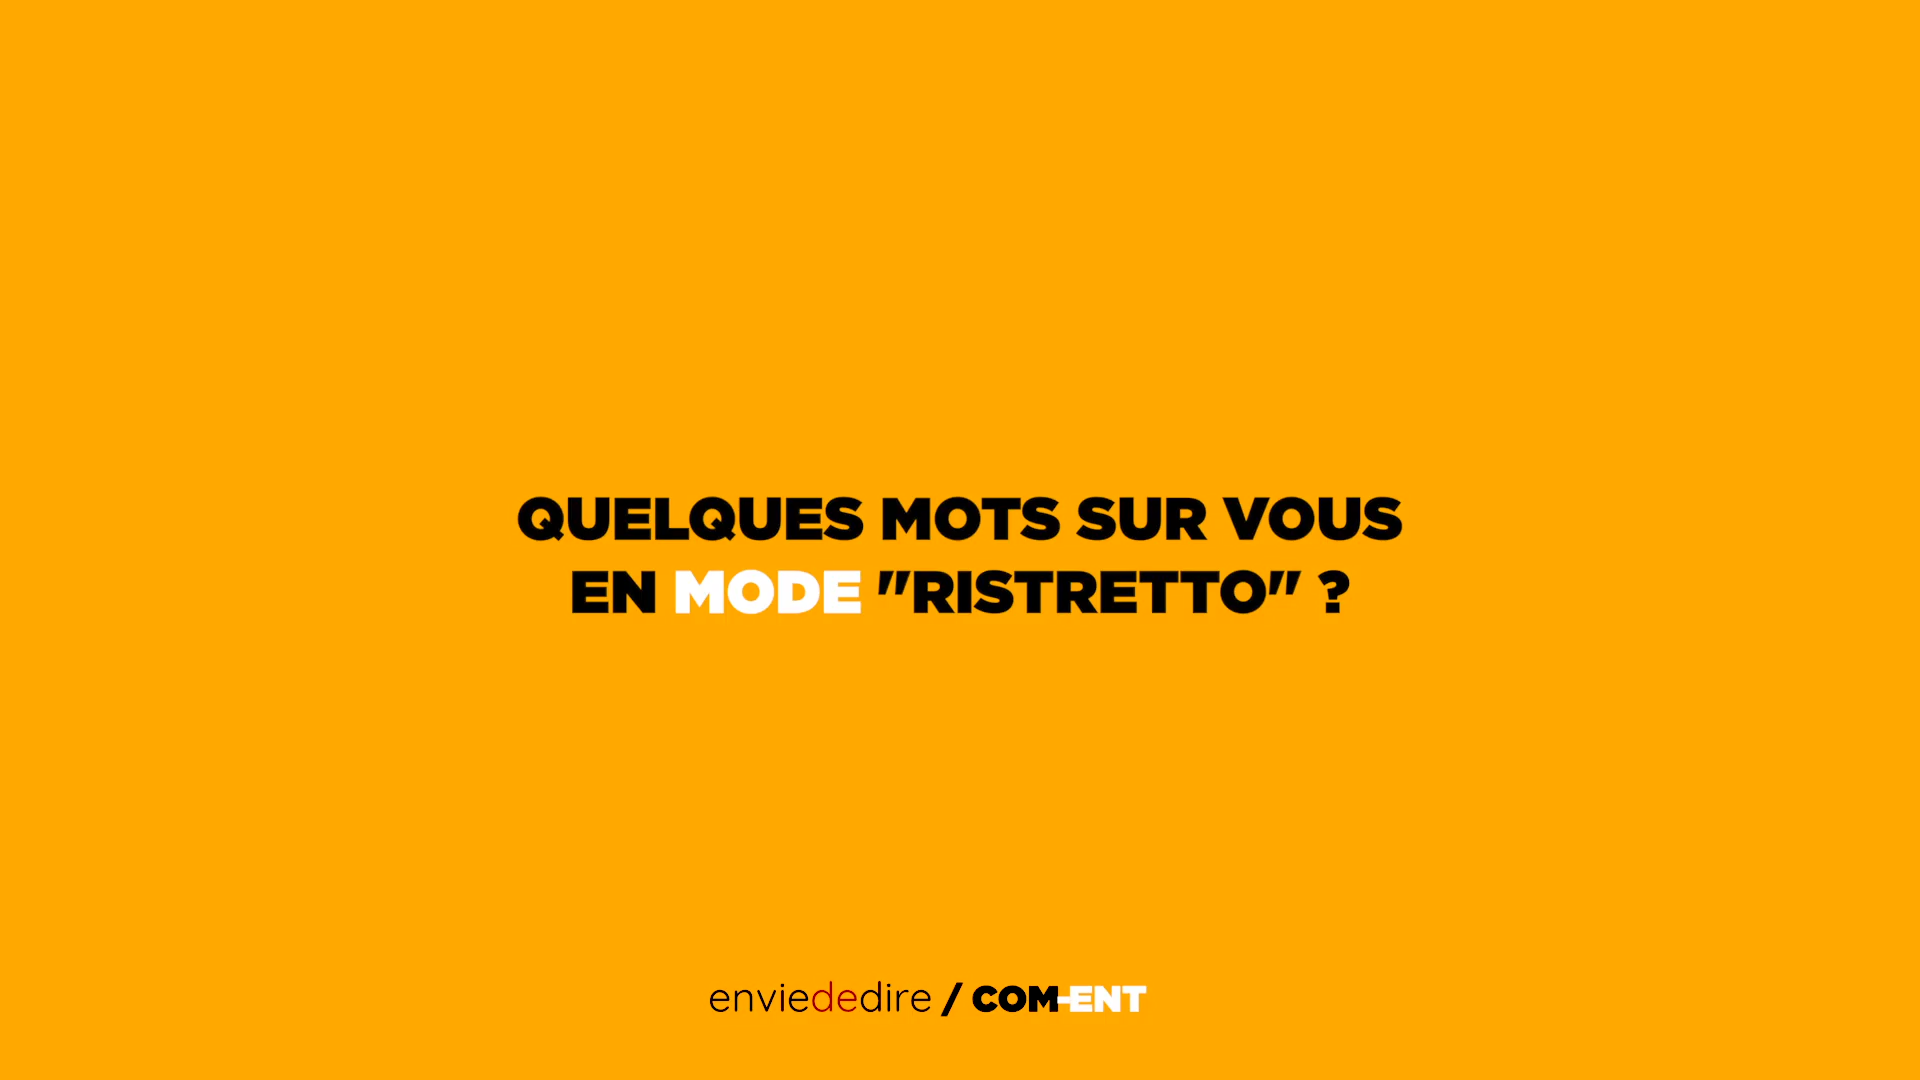 QUELQUES MOTS SUR VOUS
EN MODE "RISTRETTO" ?
enviededire / COM-ENT